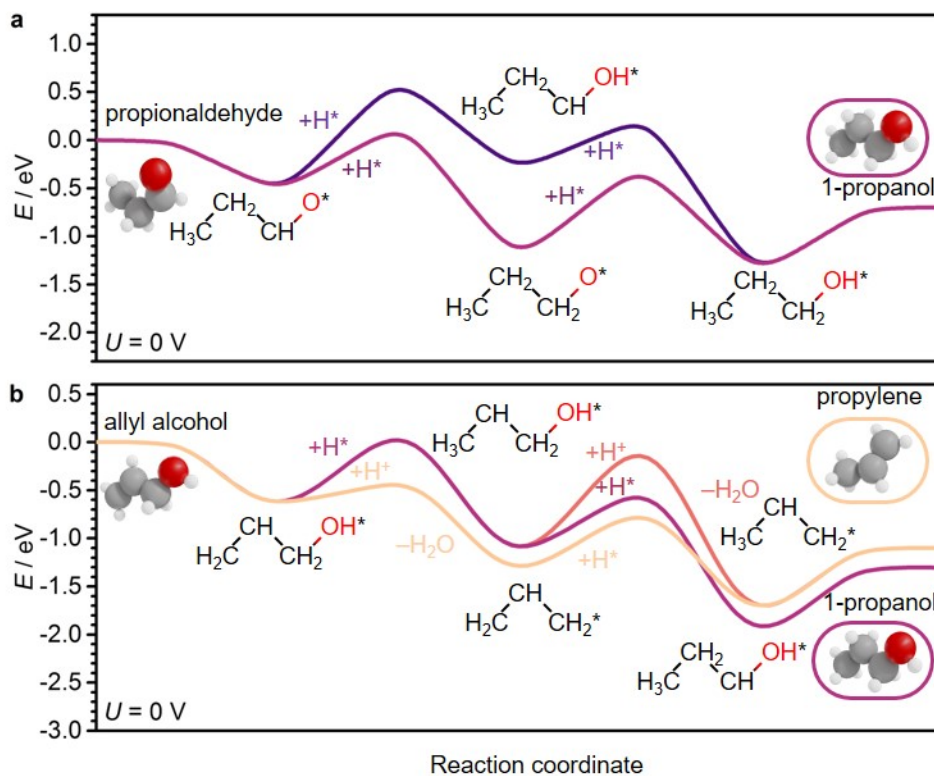 a
1.0
0.5
0.0
-0.5
-1.0
-1.5
-2.0
E / eV
propionaldehyde
+H*
+H*
CH2
OH*
H3C
CH
+H*
+H*
1-propanol
CH2
O*
H3C
CH
CH2
O*
H3C
CH2
CH2
OH*
H3C
CH2
U = 0 V
b
0.5
0.0
-0.5
-1.0
-1.5
-2.0
-2.5
-3.0
E / eV
allyl alcohol
+H*
+H+
CH
OH*
H3C
CH2
+H+
+H*
–H2O
propylene
CH
OH*
H2C
CH2
–H2O
+H*
CH
H3C
CH2*
CH
H2C
CH2*
1-propanol
CH2
OH*
H3C
CH
U = 0 V
Reaction coordinate